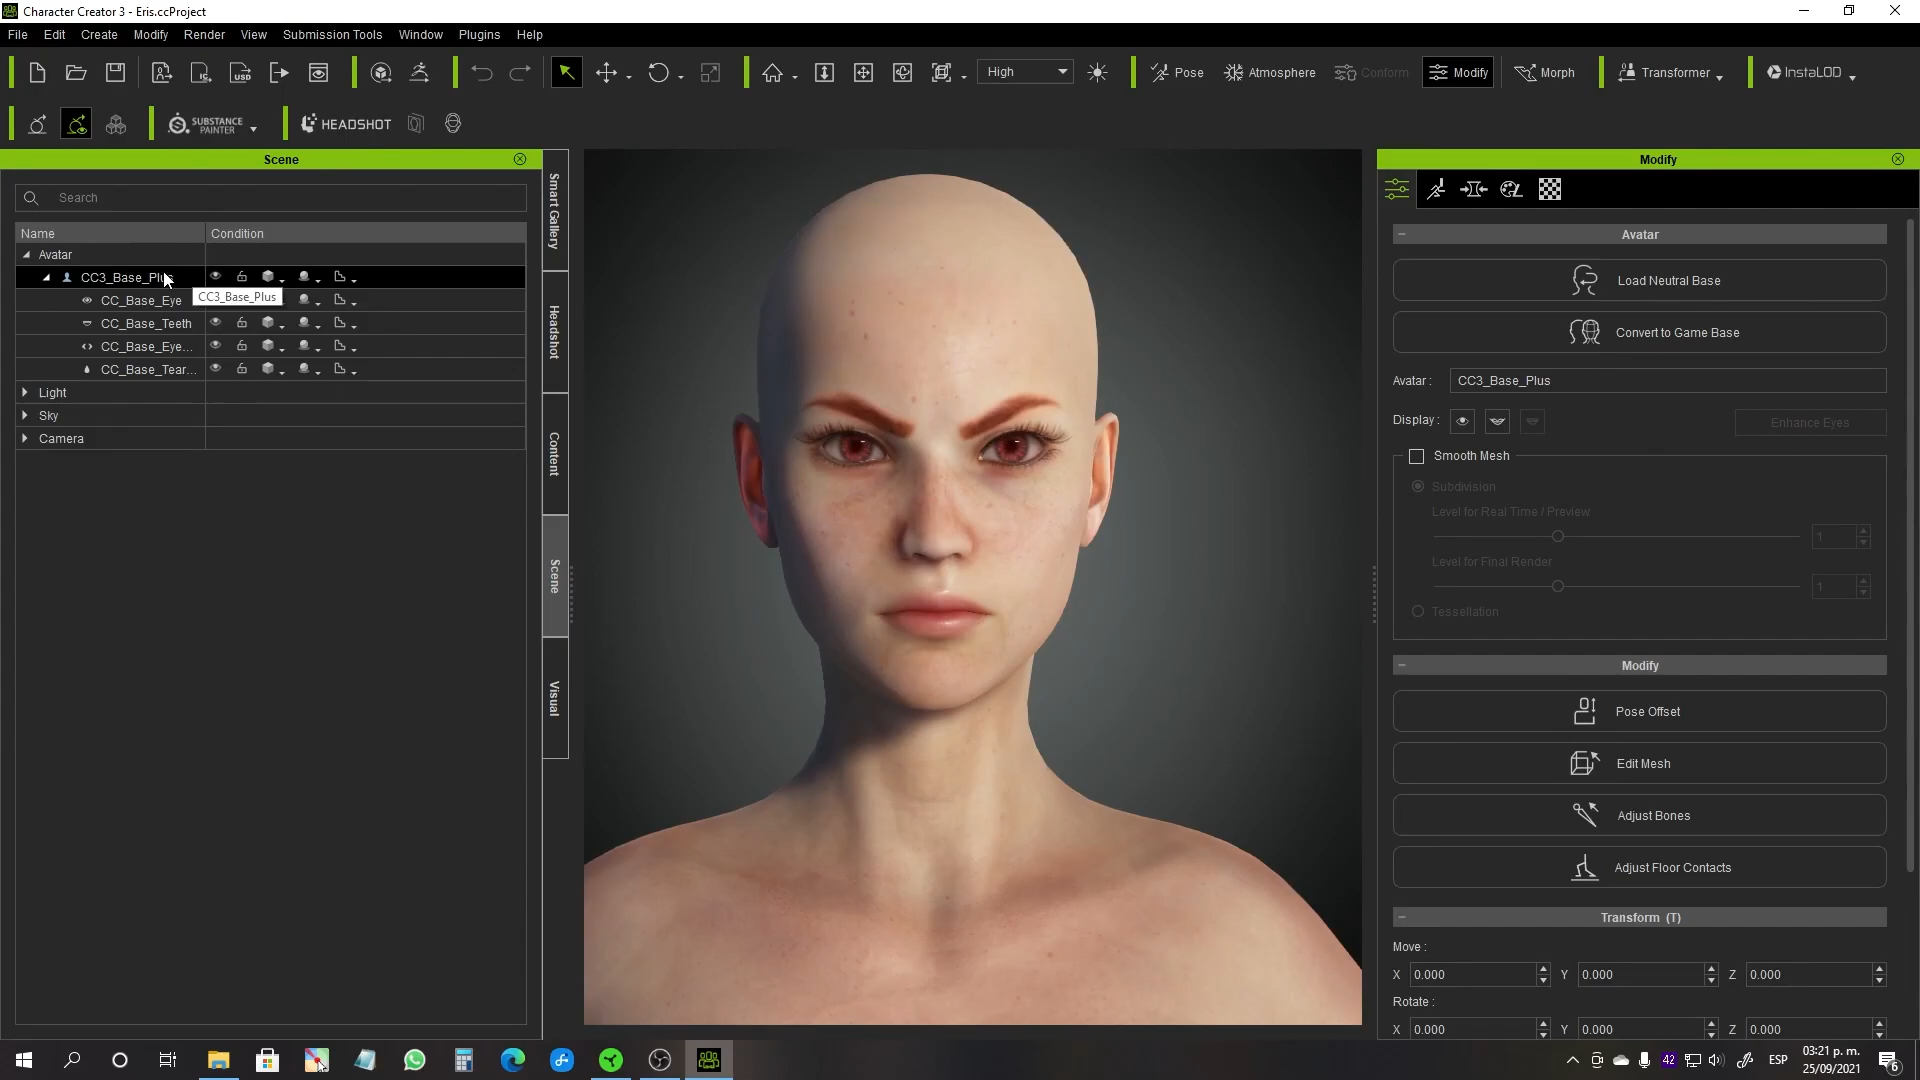 Character Creator 3 - Eris.ccProject
File Edit Create Modify Render View Submission Tools Window Plugins Help
High Pose Atmosphere Conform Modify Morph Transformer InstaLOD
SUBSTANCE PAINTER HEADSHOT
Scene
Search
Name Condition
Avatar
CC3_Base_Plus
CC_Base_Eye
CC3_Base_Plus
CC_Base_Teeth
CC_Base_Eye...
CC_Base_Tear...
Light
Sky
Camera
Smart Gallery
Headshot
Content
Scene
Visual
Modify
Avatar
Load Neutral Base
Convert to Game Base
Avatar : CC3_Base_Plus
Display : Enhance Eyes
Smooth Mesh
Subdivision
Level for Real Time / Preview
1
Level for Final Render
1
Tessellation
Modify
Pose Offset
Edit Mesh
Adjust Bones
Adjust Floor Contacts
Transform (T)
Move :
X 0.000 Y 0.000 Z 0.000
Rotate :
X 0.000 Y 0.000 Z 0.000
42 ESP 03:21 p. m.
25/09/2021 6